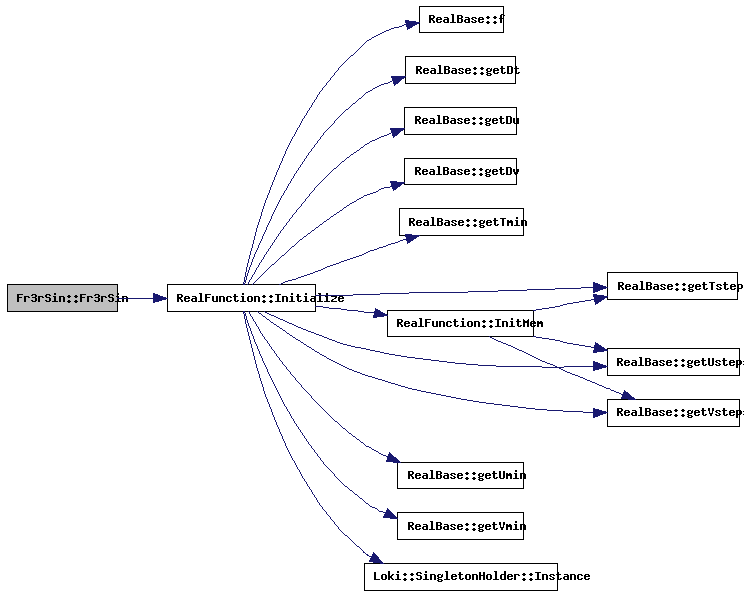 RealBase::f
RealBase::getDt
RealBase::getDu
RealBase::getDv
RealBase::getTmin
Fr3rSin::Fr3rSin
RealFunction::Initialize
RealBase::getTstep
RealFunction::InitMem
RealBase::getUstep
RealBase::getVstep
RealBase::getUmin
RealBase::getVmin
Loki::SingletonHolder::Instance